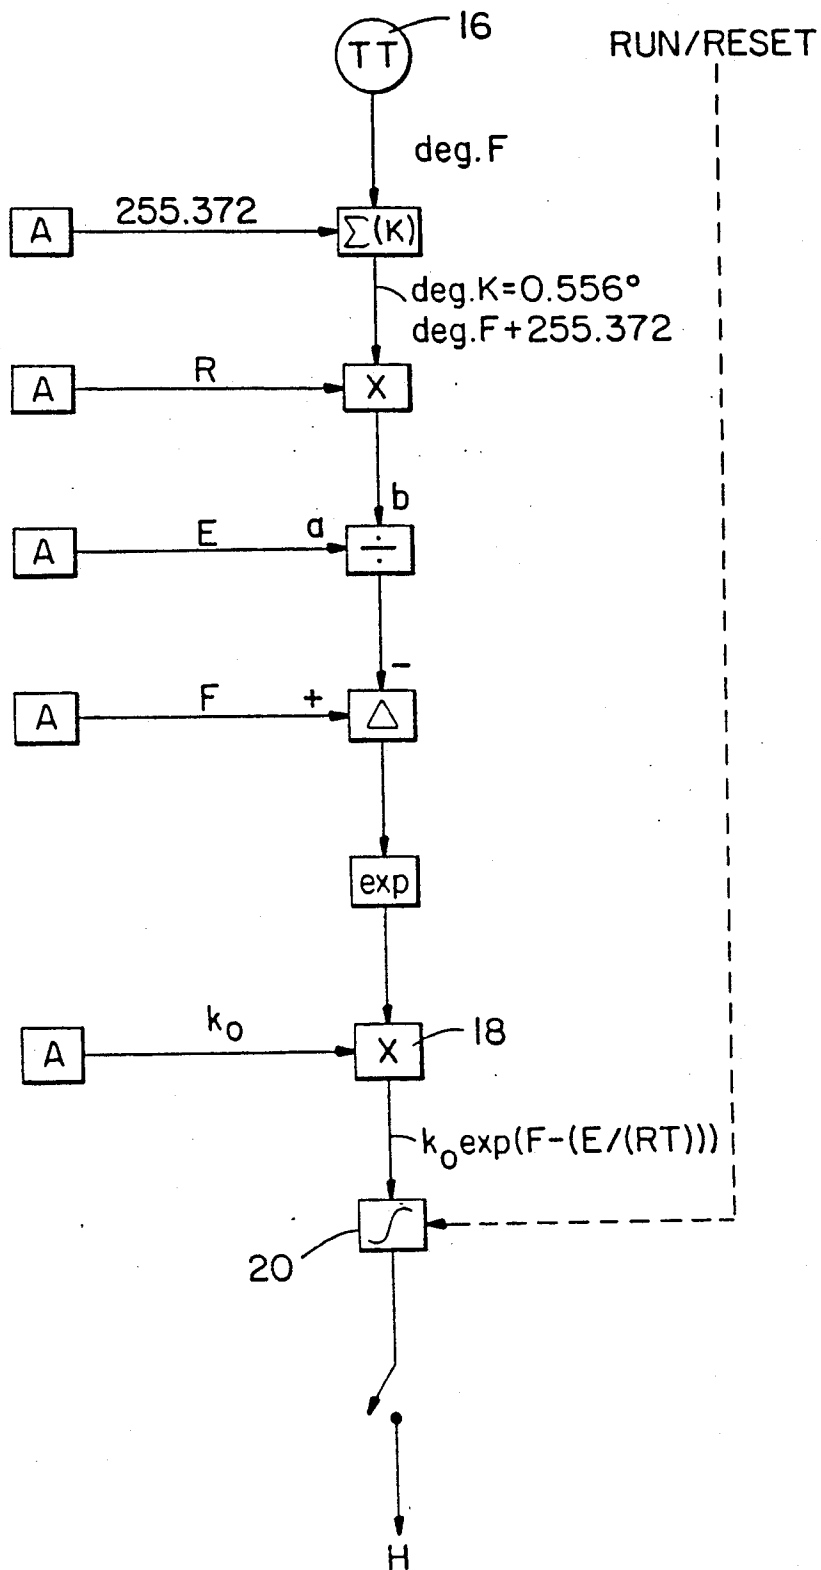 16
TT
RUN/RESET
deg.F
255.372
A
Σ(K)
deg.K=0.556°
deg.F+255.372
R
A
X
b
a
E
A
÷
−
F
+
A
△
exp
k₀
A
X
18
k₀exp(F-(E/(RT)))
∫
20
H